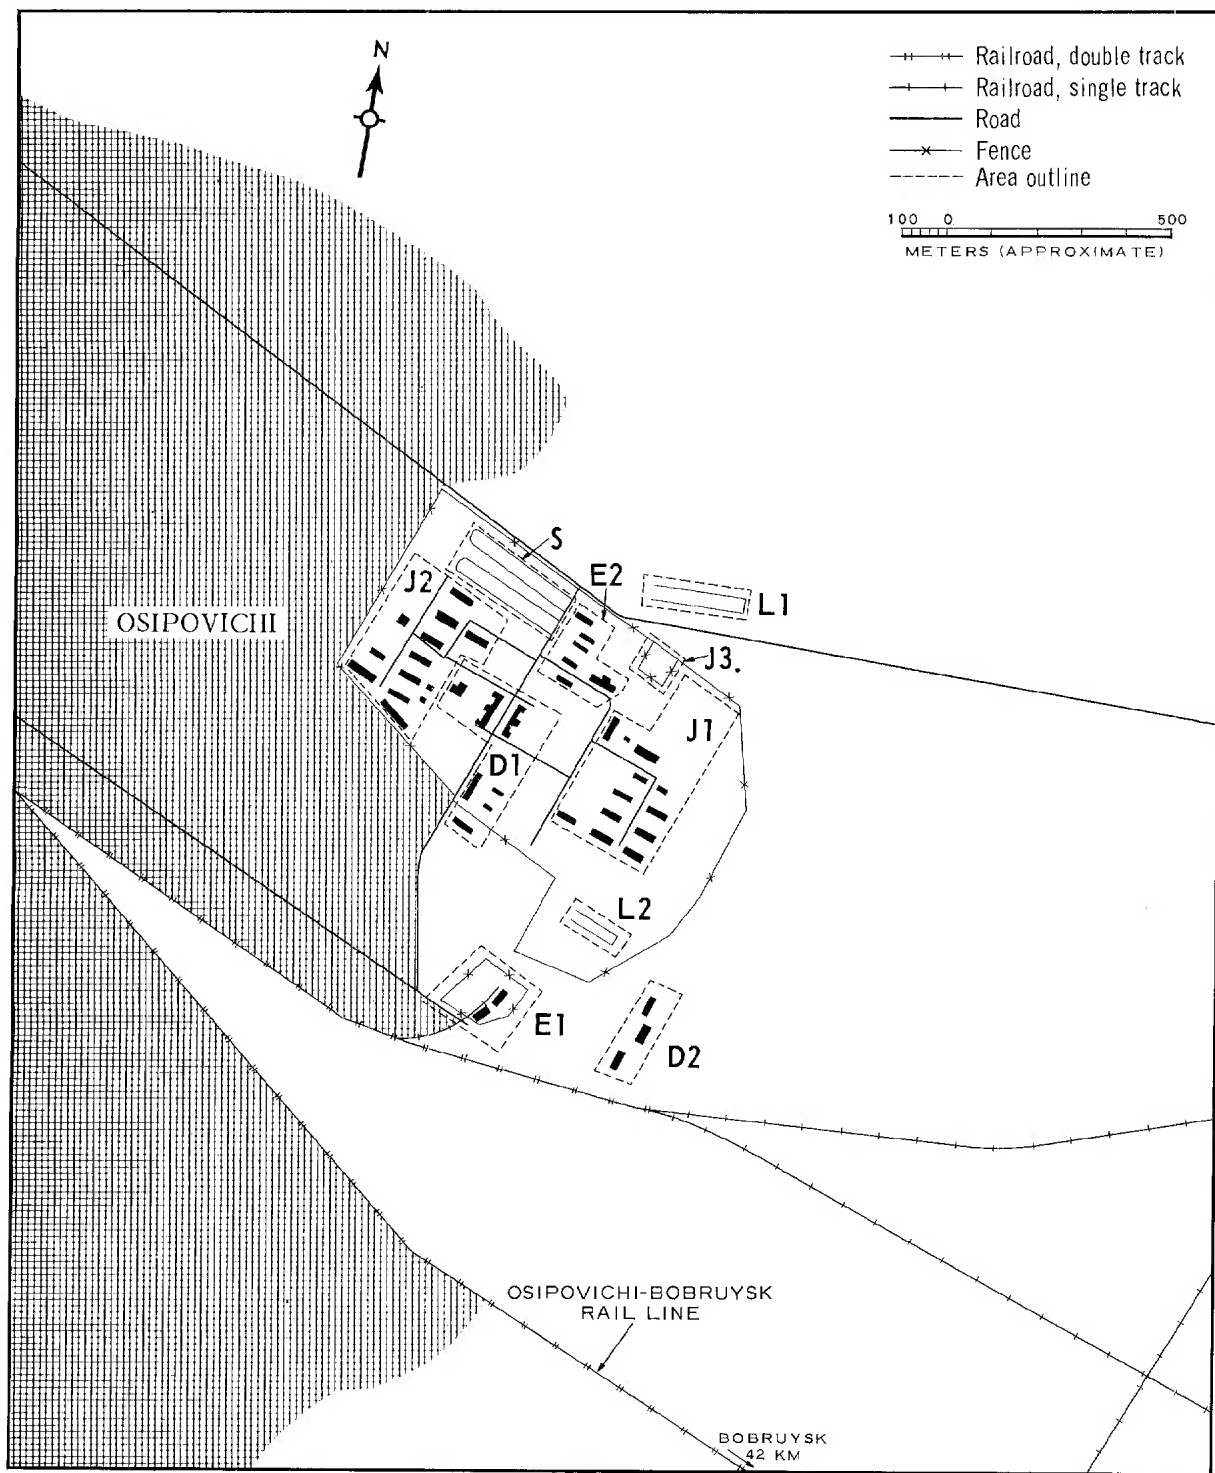 N
Railroad, double track
Railroad, single track
Road
Fence
Area outline
100 0 500
METERS (APPROXIMATE)
S
E2
J2
L1
OSIPOVICHI
J3.
J1
D1
L2
E1
D2
OSIPOVICHI-BOBRUYSK
RAIL LINE
BOBRUYSK
42 KM